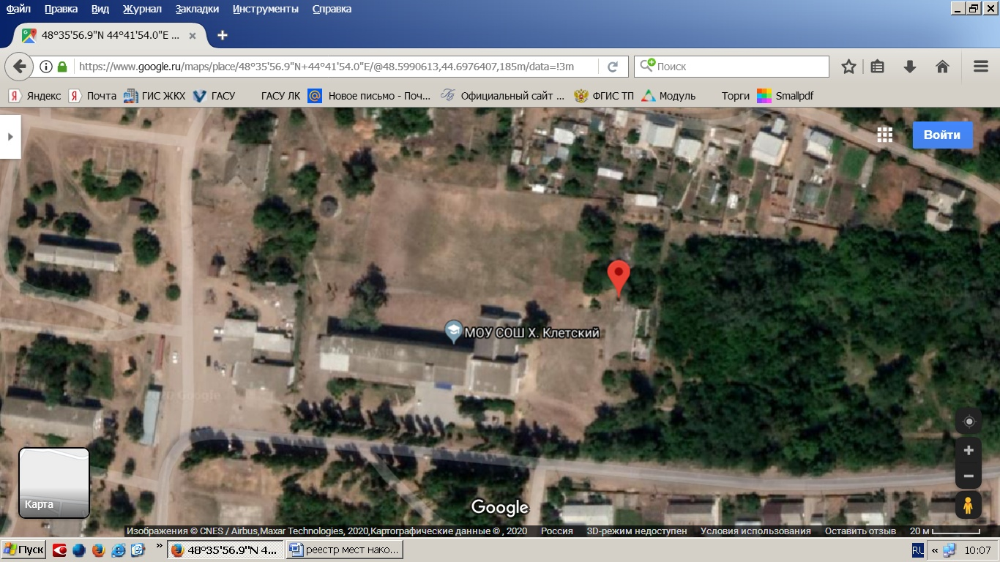 Файл Правка Вид Журнал Закладки Инструменты Справка
48°35'56.9"N 44°41'54.0"E ...
https://www.google.ru/maps/place/48°35'56.9"N+44°41'54.0"E/@48.5990613,44.6976407,185m/data=!3m
Поиск
Яндекс Почта ГИС ЖКХ ГАСУ ГАСУ ЛК Новое письмо - Поч... Официальный сайт ... ФГИС ТП Модуль Торги Smallpdf
Войти
МОУ СОШ Х. Клетский
Карта
Google
Изображения © CNES / Airbus,Maxar Technologies, 2020,Картографические данные © , 2020 Россия 3D-режим недоступен Условия использования Оставить отзыв 20 м
Пуск 48°35'56.9"N 4... реестр мест нако... RU 10:07